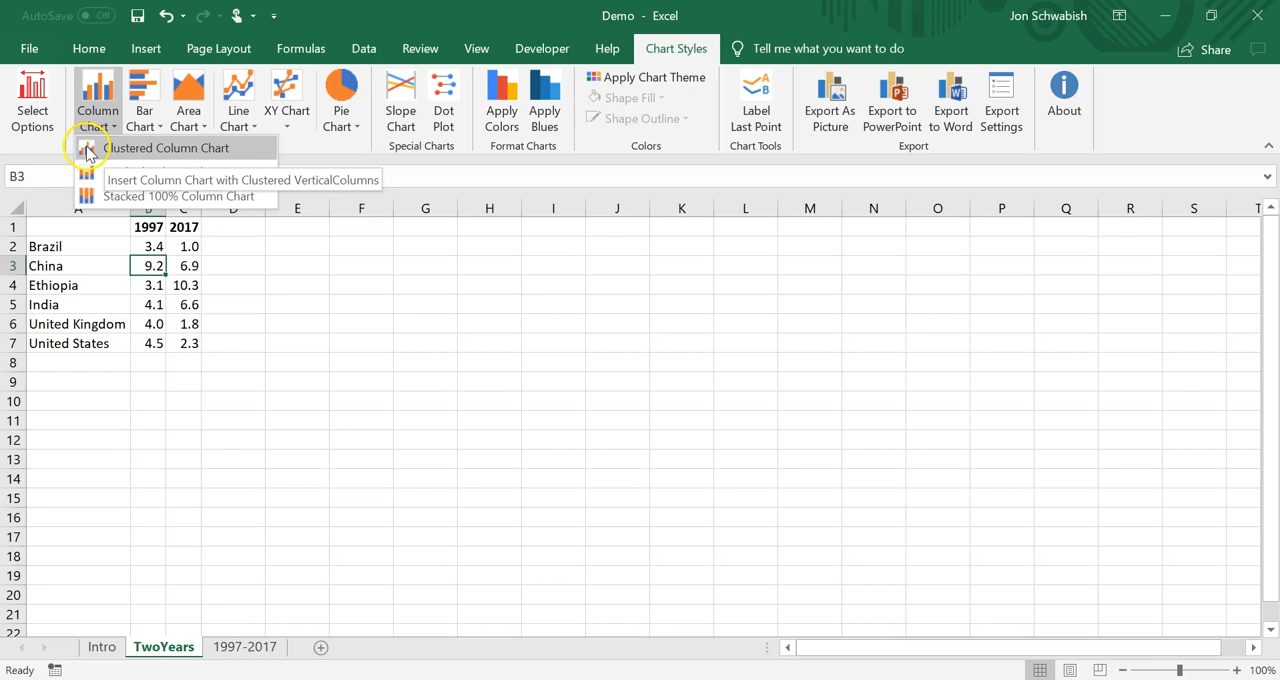 AutoSave Off
Demo - Excel
Jon Schwabish
File Home Insert Page Layout Formulas Data Review View Developer Help Chart Styles Tell me what you want to do Share
Select Options
Column Chart
Bar Chart
Area Chart
Line Chart
XY Chart
Pie Chart
Slope Chart
Dot Plot
Special Charts
Apply Colors
Apply Blues
Format Charts
Apply Chart Theme
Shape Fill
Shape Outline
Colors
Label Last Point
Chart Tools
Export As Picture
Export to PowerPoint
Export to Word
Export Settings
Export
About
Clustered Column Chart
Insert Column Chart with Clustered VerticalColumns
Stacked 100% Column Chart
B3
A B C D E F G H I J K L M N O P Q R S T
1 1997 2017
2 Brazil 3.4 1.0
3 China 9.2 6.9
4 Ethiopia 3.1 10.3
5 India 4.1 6.6
6 United Kingdom 4.0 1.8
7 United States 4.5 2.3
8
9
10
11
12
13
14
15
16
17
18
19
20
21
22
Intro TwoYears 1997-2017
Ready
100%